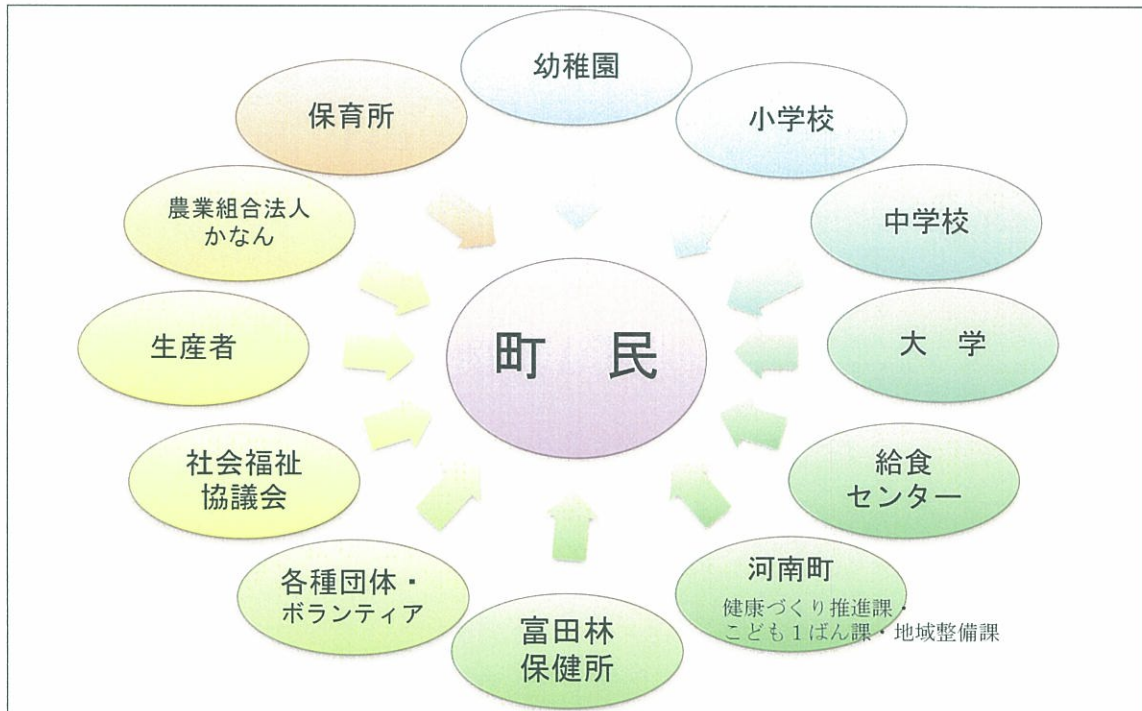 幼稚園
小学校
中学校
大　学
給食
センター
河南町
健康づくり推進課・
こども１ばん課・地域整備課
富田林
保健所
各種団体・
ボランティア
社会福祉
協議会
生産者
農業組合法人
かなん
保育所
町　民